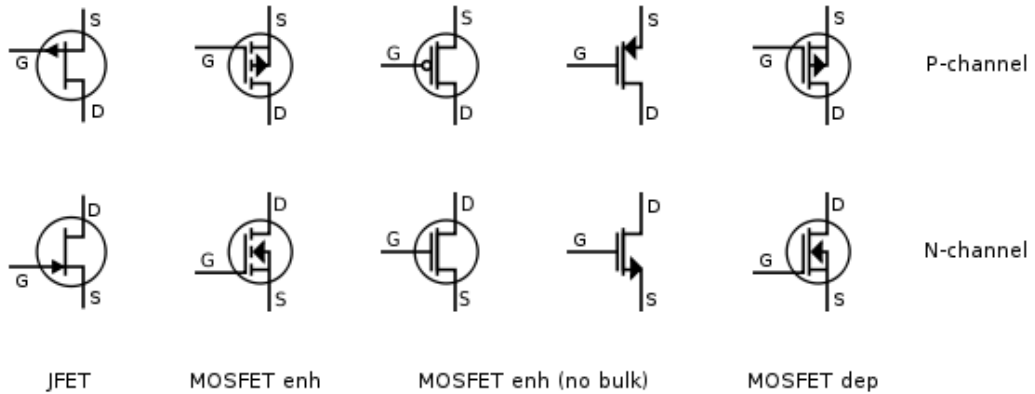 S S S S S
G G G G G P-channel
D D D D D
D D D D D
G G G G G N-channel
S S S S S
JFET MOSFET enh MOSFET enh (no bulk) MOSFET dep